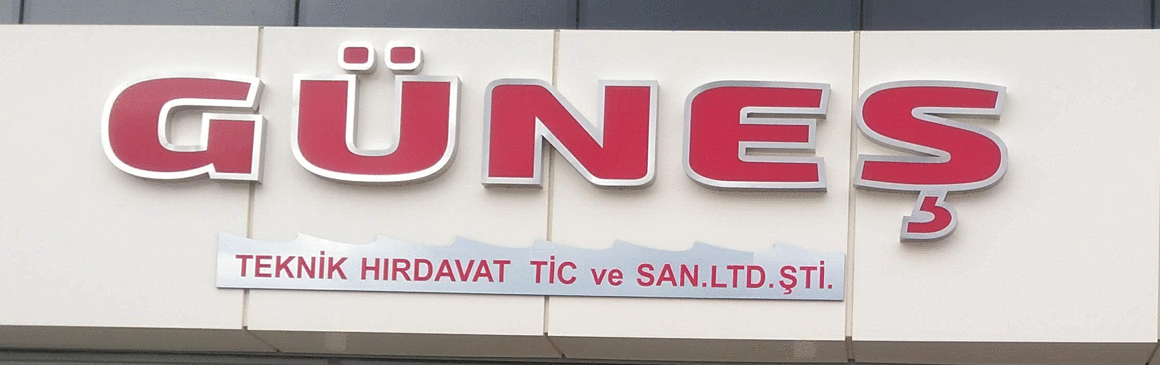 GÜNEŞ
TEKNİK HIRDAVAT TİC ve SAN.LTD.ŞTİ.